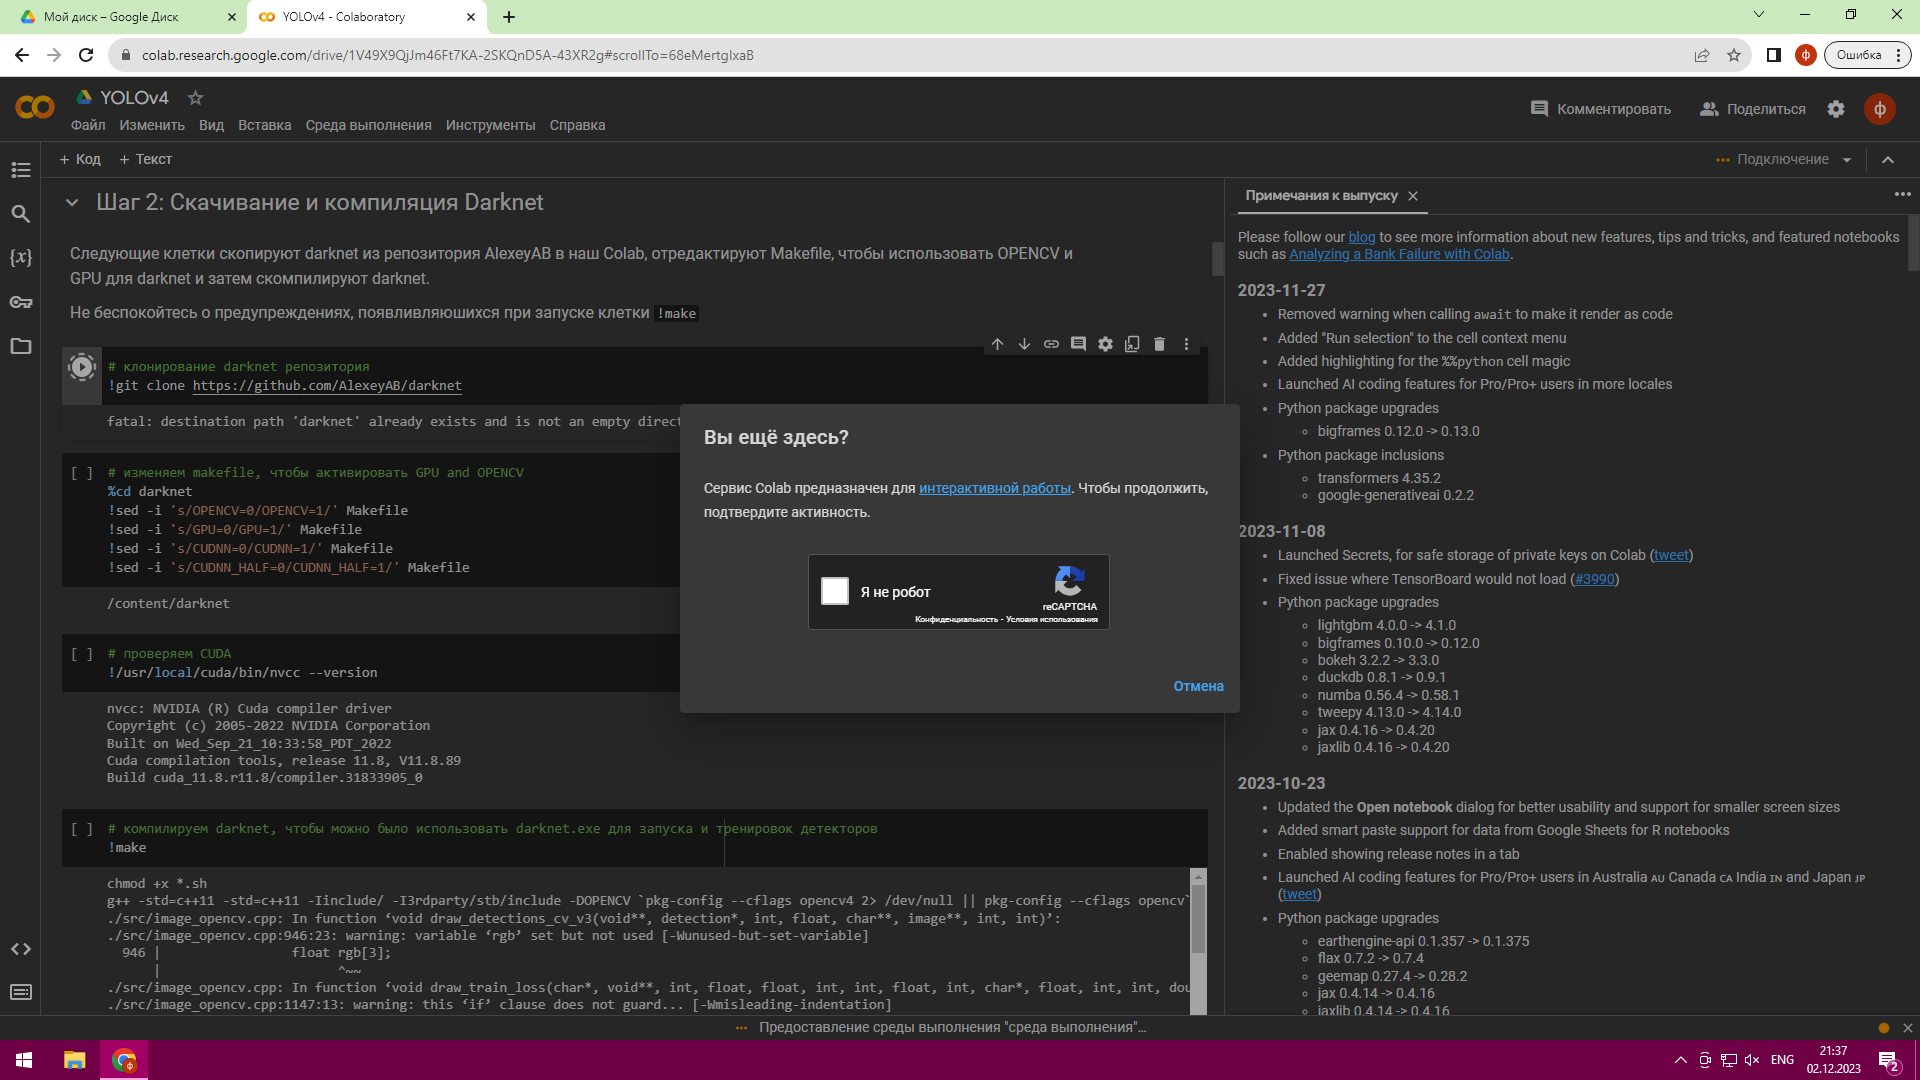 Мой диск – Google Диск
YOLOv4 - Colaboratory
colab.research.google.com/drive/1V49X9QjJm46Ft7KA-2SKQnD5A-43XR2g#scrollTo=68eMertgIxaB
ф
Ошибка
YOLOv4
Файл Изменить Вид Вставка Среда выполнения Инструменты Справка
Комментировать
Поделиться
ф
+ Код + Текст
Подключение
Шаг 2: Скачивание и компиляция Darknet
Следующие клетки скопируют darknet из репозитория AlexeyAB в наш Colab, отредактируют Makefile, чтобы использовать OPENCV и
GPU для darknet и затем скомпилируют darknet.
Не беспокойтесь о предупреждениях, появливляюшихся при запуске клетки !make
# клонирование darknet репозитория
!git clone https://github.com/AlexeyAB/darknet
fatal: destination path 'darknet' already exists and is not an empty direct
[ ] # изменяем makefile, чтобы активировать GPU and OPENCV
%cd darknet
!sed -i 's/OPENCV=0/OPENCV=1/' Makefile
!sed -i 's/GPU=0/GPU=1/' Makefile
!sed -i 's/CUDNN=0/CUDNN=1/' Makefile
!sed -i 's/CUDNN_HALF=0/CUDNN_HALF=1/' Makefile
/content/darknet
[ ] # проверяем CUDA
!/usr/local/cuda/bin/nvcc --version
nvcc: NVIDIA (R) Cuda compiler driver
Copyright (c) 2005-2022 NVIDIA Corporation
Built on Wed_Sep_21_10:33:58_PDT_2022
Cuda compilation tools, release 11.8, V11.8.89
Build cuda_11.8.r11.8/compiler.31833905_0
[ ] # компилируем darknet, чтобы можно было использовать darknet.exe для запуска и тренировок детекторов
!make
chmod +x *.sh
g++ -std=c++11 -std=c++11 -Iinclude/ -I3rdparty/stb/include -DOPENCV `pkg-config --cflags opencv4 2> /dev/null || pkg-config --cflags opencv`
./src/image_opencv.cpp: In function ‘void draw_detections_cv_v3(void**, detection*, int, float, char**, image**, int, int)’:
./src/image_opencv.cpp:946:23: warning: variable ‘rgb’ set but not used [-Wunused-but-set-variable]
946 | float rgb[3];
| ^~~
./src/image_opencv.cpp: In function ‘void draw_train_loss(char*, void**, int, float, float, int, int, float, int, char*, float, int, int, dou
./src/image_opencv.cpp:1147:13: warning: this ‘if’ clause does not guard... [-Wmisleading-indentation]
Вы ещё здесь?
Сервис Colab предназначен для интерактивной работы. Чтобы продолжить,
подтвердите активность.
Я не робот
reCAPTCHA
Конфиденциальность - Условия использования
Отмена
Примечания к выпуску
Please follow our blog to see more information about new features, tips and tricks, and featured notebooks
such as Analyzing a Bank Failure with Colab.
2023-11-27
Removed warning when calling await to make it render as code
Added "Run selection" to the cell context menu
Added highlighting for the %%python cell magic
Launched AI coding features for Pro/Pro+ users in more locales
Python package upgrades
bigframes 0.12.0 -> 0.13.0
Python package inclusions
transformers 4.35.2
google-generativeai 0.2.2
2023-11-08
Launched Secrets, for safe storage of private keys on Colab (tweet)
Fixed issue where TensorBoard would not load (#3990)
Python package upgrades
lightgbm 4.0.0 -> 4.1.0
bigframes 0.10.0 -> 0.12.0
bokeh 3.2.2 -> 3.3.0
duckdb 0.8.1 -> 0.9.1
numba 0.56.4 -> 0.58.1
tweepy 4.13.0 -> 4.14.0
jax 0.4.16 -> 0.4.20
jaxlib 0.4.16 -> 0.4.20
2023-10-23
Updated the Open notebook dialog for better usability and support for smaller screen sizes
Added smart paste support for data from Google Sheets for R notebooks
Enabled showing release notes in a tab
Launched AI coding features for Pro/Pro+ users in Australia AU Canada CA India IN and Japan JP
(tweet)
Python package upgrades
earthengine-api 0.1.357 -> 0.1.375
flax 0.7.2 -> 0.7.4
geemap 0.27.4 -> 0.28.2
jax 0.4.14 -> 0.4.16
jaxlib 0.4.14 -> 0.4.16
Предоставление среды выполнения "среда выполнения"...
ENG
21:37
02.12.2023
2